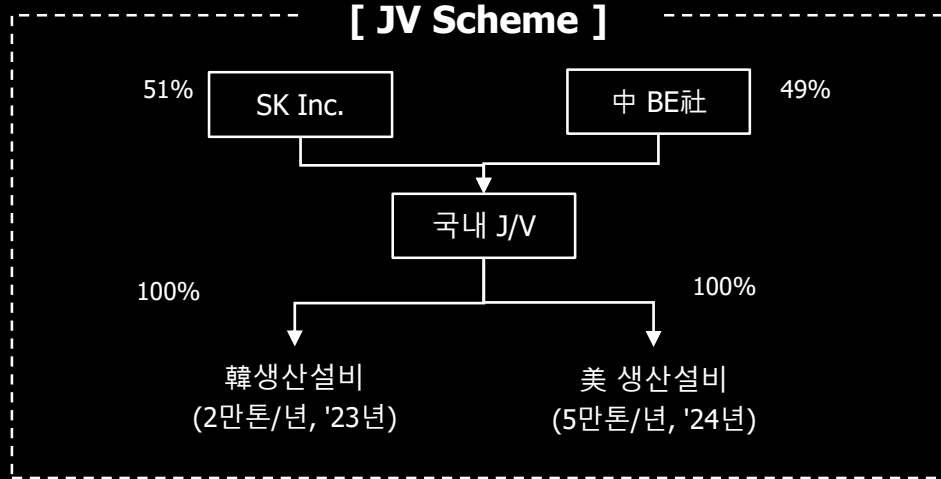 [ JV Scheme ]
51%
SK Inc.
中 BE社
49%
국내 J/V
100%
100%
韓생산설비
(2만톤/년, '23년)
美 생산설비
(5만톤/년, '24년)